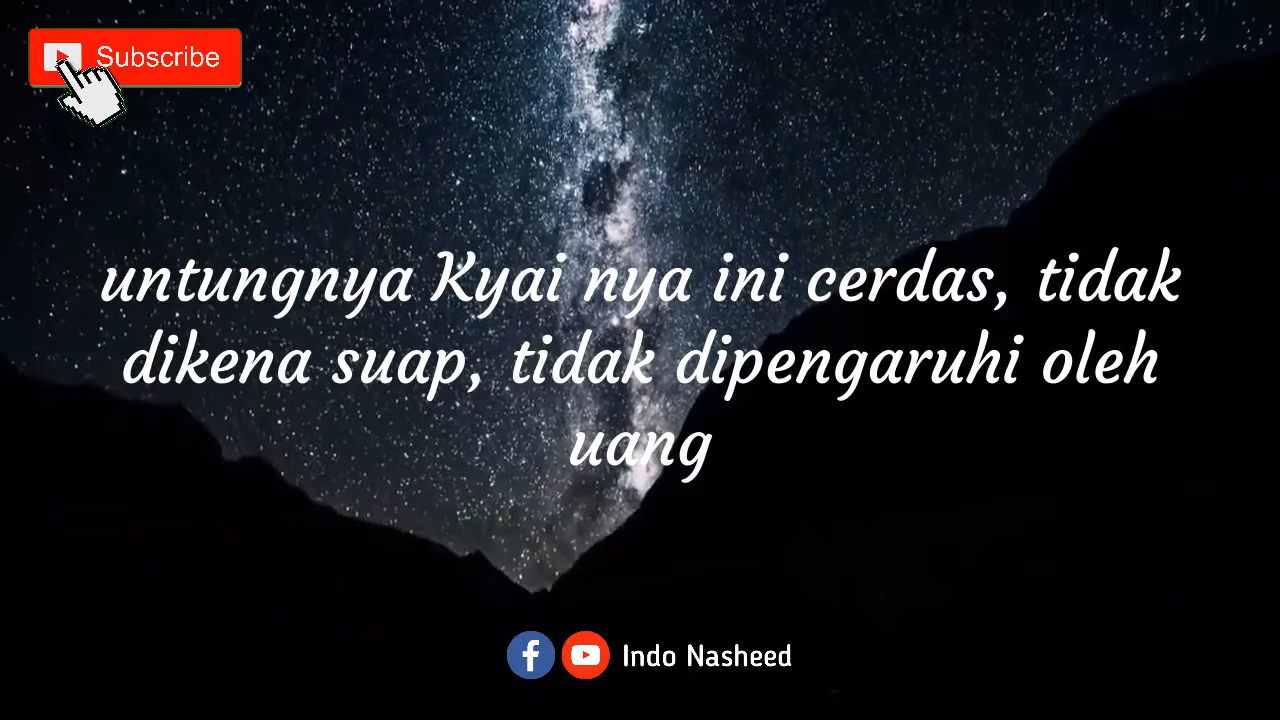 Subscribe
untungnya Kyai nya ini cerdas, tidak
dikena suap, tidak dipengaruhi oleh
uang
Indo Nasheed